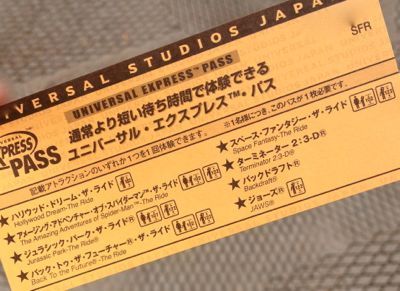 UNIVERSAL STUDIOS JAPAN
SFR
UNIVERSAL EXPRESS™ PASS
通常より短い待ち時間で体験できる
ユニバーサル・エクスプレス™・パス
EXPRESS
PASS
※1名様につき、このパスが1枚必要です。
記載アトラクションのいずれか1つを1回体験できます。
★ ハリウッド・ドリーム・ザ・ライド
Hollywood Dream-The Ride
★ アメージング・アドベンチャー・オブ・スパイダーマン™・ザ・ライド
The Amazing Adventures of Spider-Man™-The Ride
★ ジュラシック・パーク・ザ・ライド®
Jurassic Park-The Ride®
★ バック・トゥ・ザ・フューチャー®・ザ・ライド
Back To the Future®-The Ride
★ スペース・ファンタジー・ザ・ライド
Space Fantasy-The Ride
★ ターミネーター 2:3-D®
Terminator 2:3-D®
★ バックドラフト®
Backdraft®
★ ジョーズ®
JAWS®